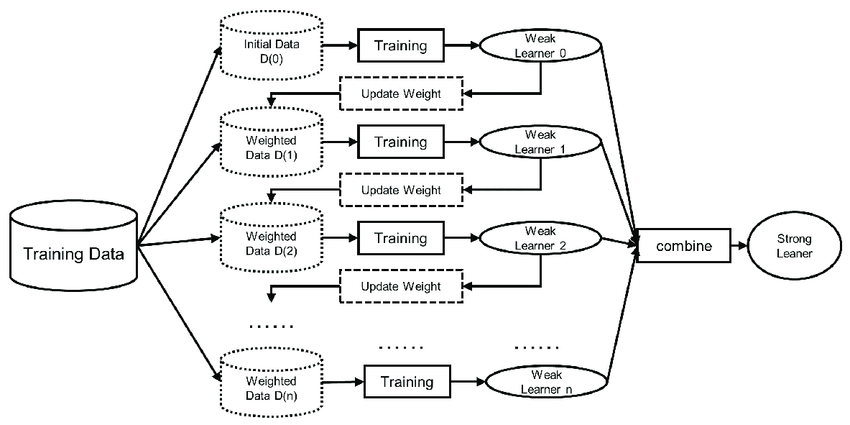 Initial Data
D(0)
Training
Weak
Learner 0
Update Weight
Weighted
Data D(1)
Training
Weak
Learner 1
Update Weight
Training Data
Weighted
Data D(2)
Training
Weak
Learner 2
combine
Strong
Leaner
Update Weight
......
......
......
Weighted
Data D(n)
Training
Weak
Learner n